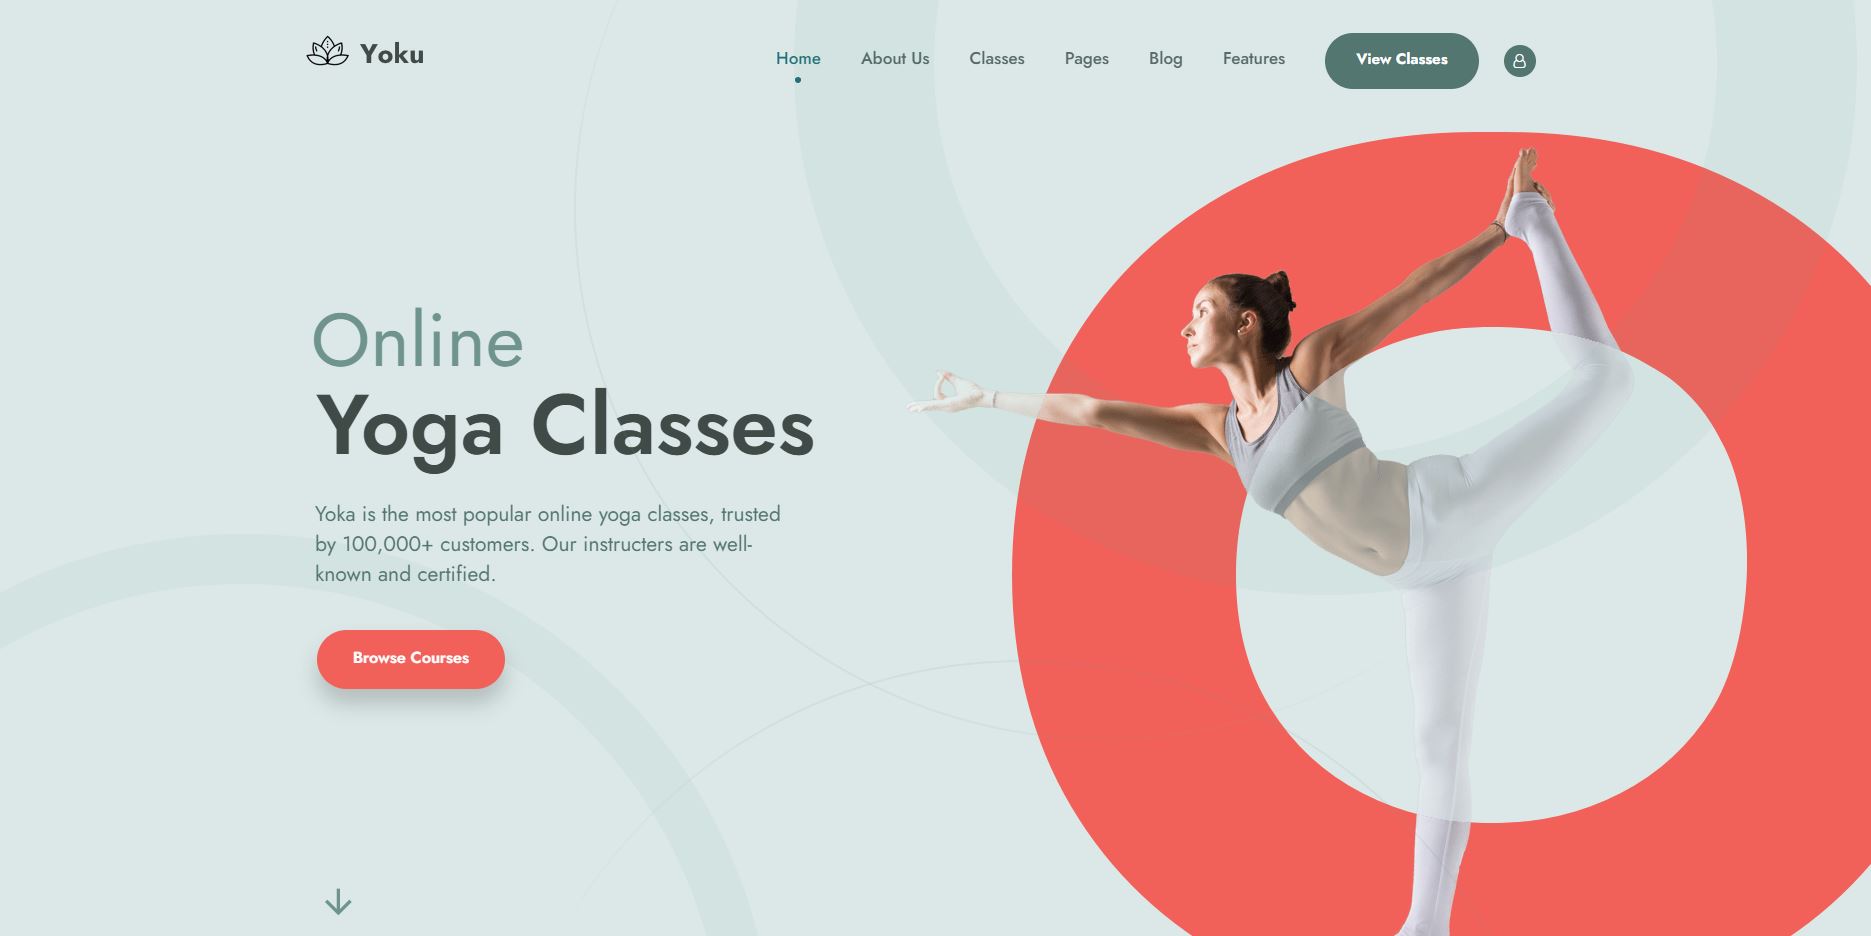 Yoku
Home About Us Classes Pages Blog Features View Classes
Online
Yoga Classes
Yoka is the most popular online yoga classes, trusted
by 100,000+ customers. Our instructers are well-
known and certified.
Browse Courses